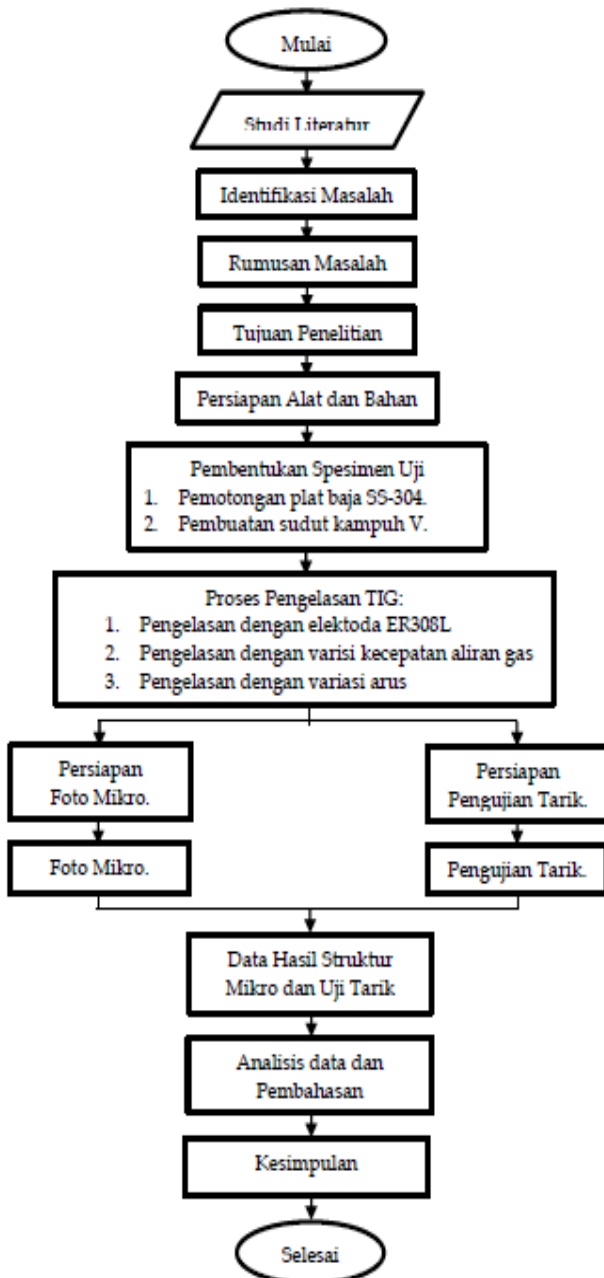 Mulai
Studi Literatur
Identifikasi Masalah
Rumusan Masalah
Tujuan Penelitian
Persiapan Alat dan Bahan
Pembentukan Spesimen Uji
1. Pemotongan plat baja SS-304.
2. Pembuatan sudut kampuh V.
Proses Pengelasan TIG:
1. Pengelasan dengan elektoda ER308L
2. Pengelasan dengan varisi kecepatan aliran gas
3. Pengelasan dengan variasi arus
Persiapan
Foto Mikro.
Persiapan
Pengujian Tarik.
Foto Mikro.
Pengujian Tarik.
Data Hasil Struktur
Mikro dan Uji Tarik
Analisis data dan
Pembahasan
Kesimpulan
Selesai